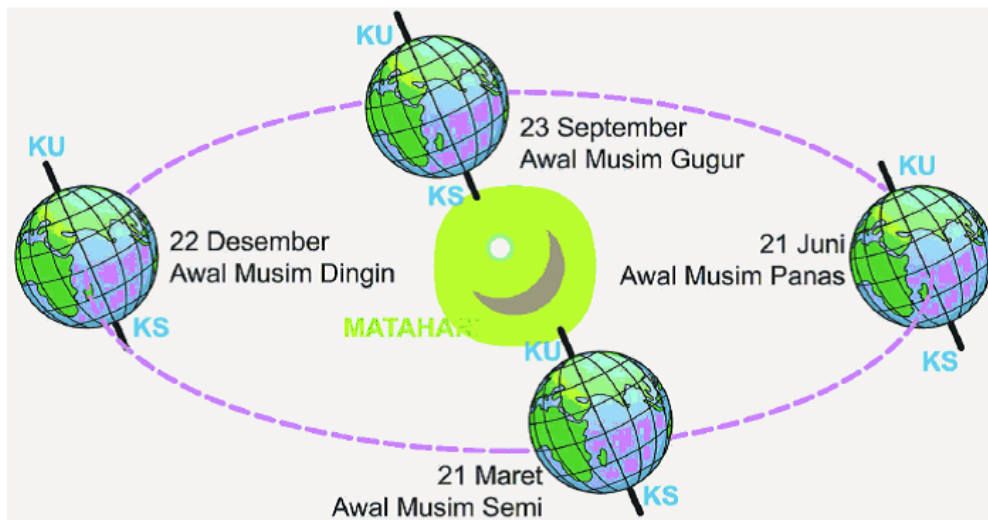 KU
23 September
Awal Musim Gugur
KS
KU
22 Desember
Awal Musim Dingin
KS
KU
21 Juni
Awal Musim Panas
KS
MATAHARI
KU
21 Maret
Awal Musim Semi
KS